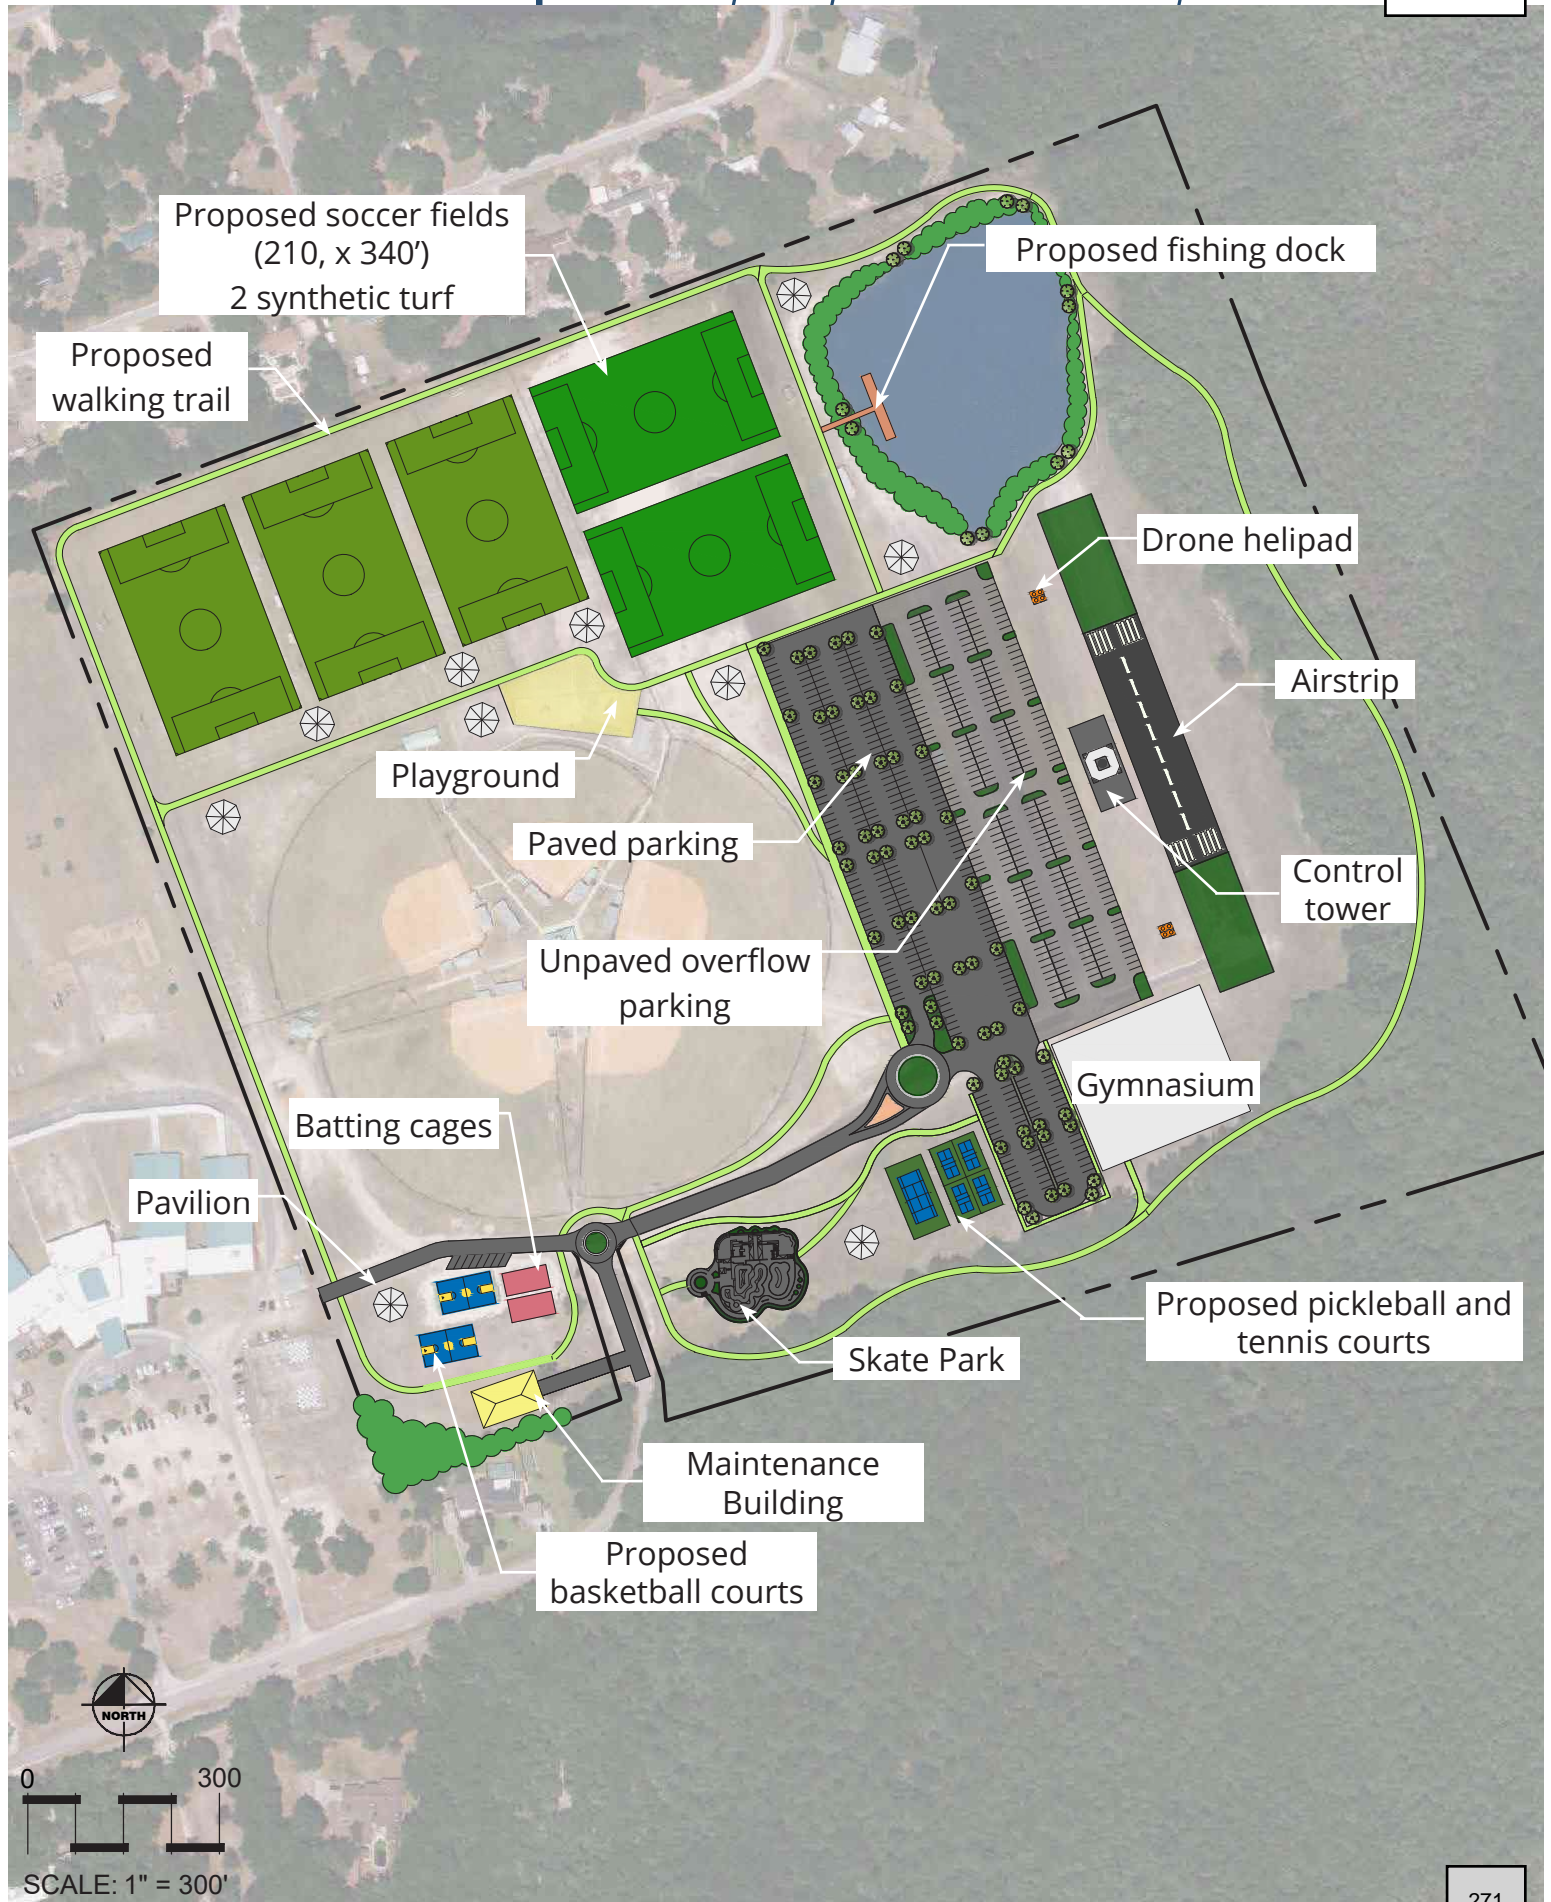 Proposed soccer fields
(210, x 340')
2 synthetic turf
Proposed fishing dock
Proposed
walking trail
Drone helipad
Airstrip
Playground
Paved parking
Control
tower
Unpaved overflow
parking
Gymnasium
Batting cages
Pavilion
Proposed pickleball and
tennis courts
Skate Park
Maintenance
Building
Proposed
basketball courts
NORTH
0 300
SCALE: 1" = 300'
271